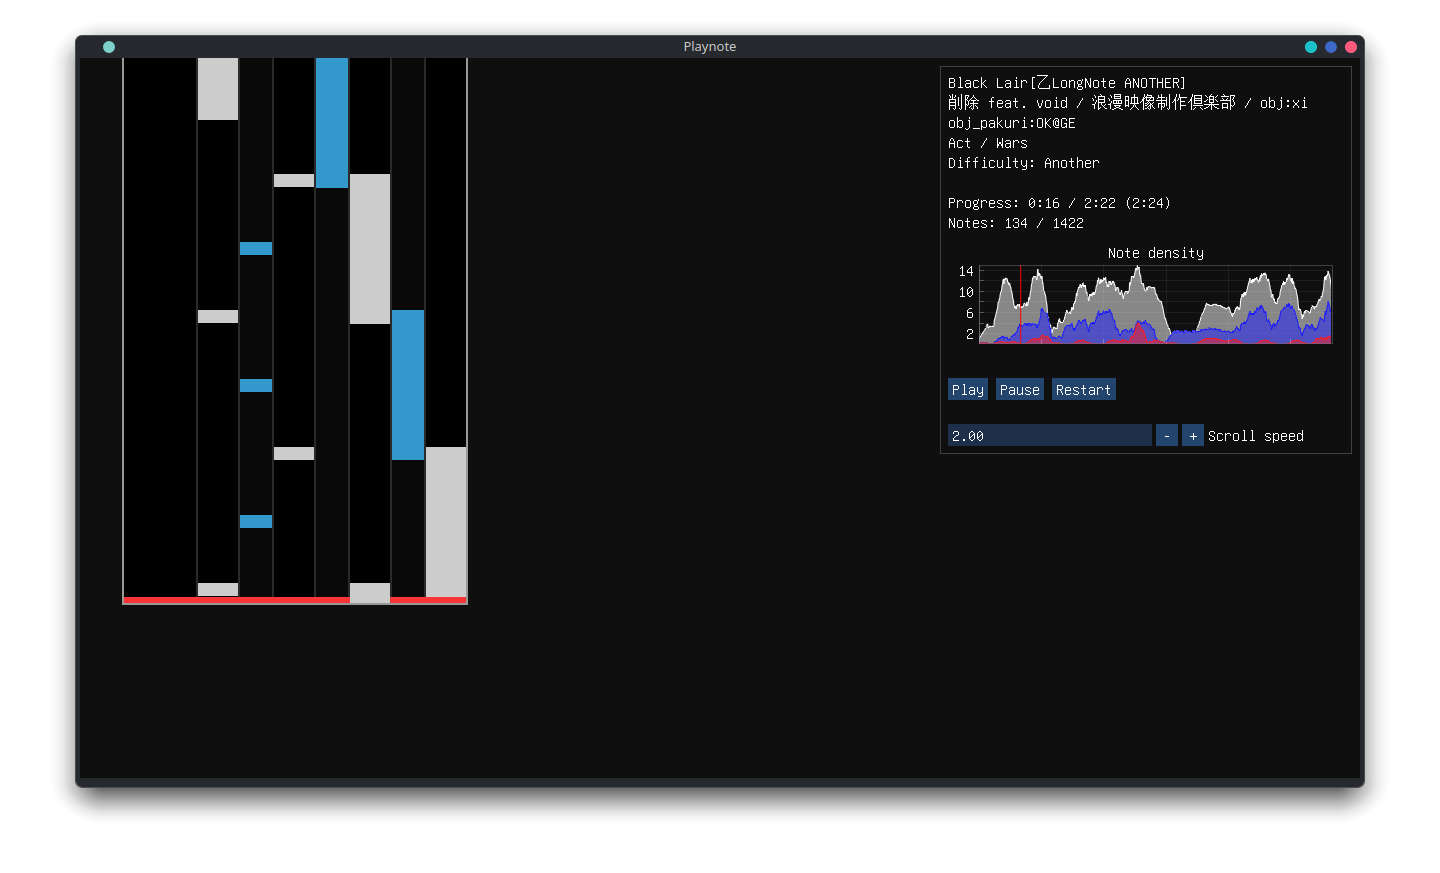 Playnote
Black Lair[乙LongNote ANOTHER]
削除 feat. void / 浪漫映像制作倶楽部 / obj:xi
obj_pakuri:OK@GE
Act / Wars
Difficulty: Another
Progress: 0:16 / 2:22 (2:24)
Notes: 134 / 1422
Note density
14
10
6
2
Play Pause Restart
2.00 - + Scroll speed